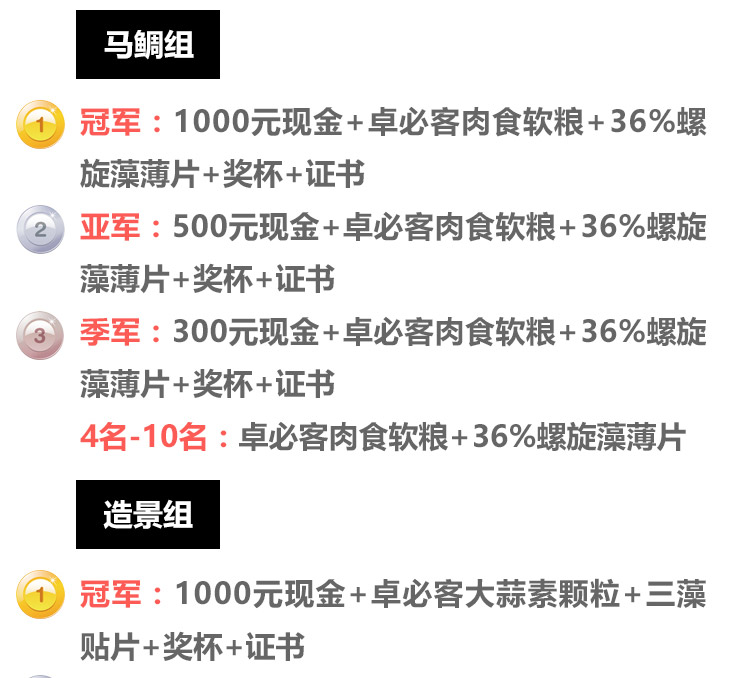 马鲷组
1
冠军：1000元现金+卓必客肉食软粮+36%螺
旋藻薄片+奖杯+证书
2
亚军：500元现金+卓必客肉食软粮+36%螺旋
藻薄片+奖杯+证书
3
季军：300元现金+卓必客肉食软粮+36%螺旋
藻薄片+奖杯+证书
4名-10名：卓必客肉食软粮+36%螺旋藻薄片
造景组
1
冠军：1000元现金+卓必客大蒜素颗粒+三藻
贴片+奖杯+证书